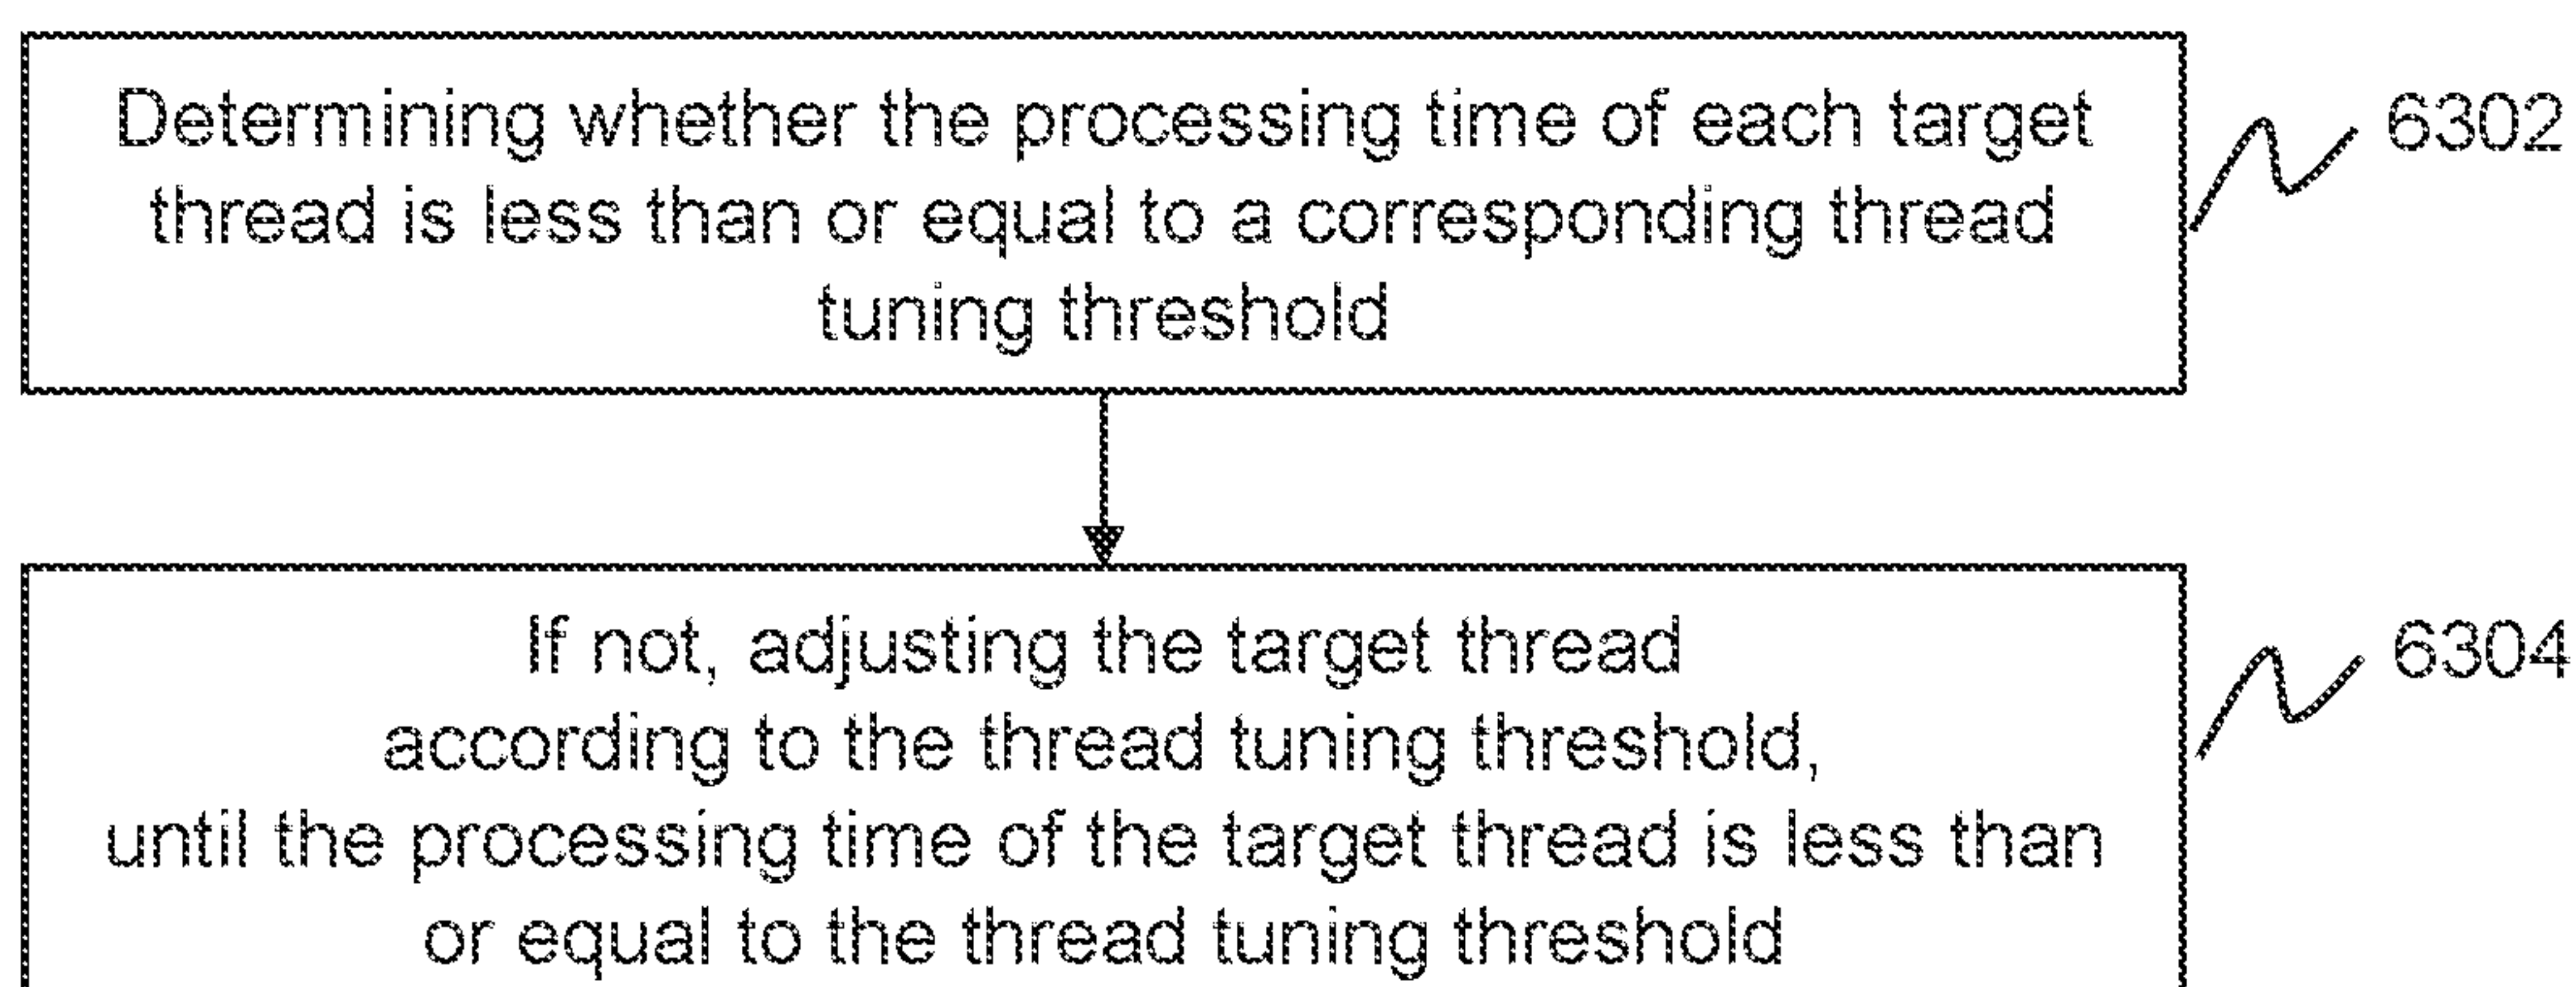 Determining whether the processing time of each target
thread is less than or equal to a corresponding thread
tuning threshold
6302
If not, adjusting the target thread
according to the thread tuning threshold,
until the processing time of the target thread is less than
or equal to the thread tuning threshold
6304